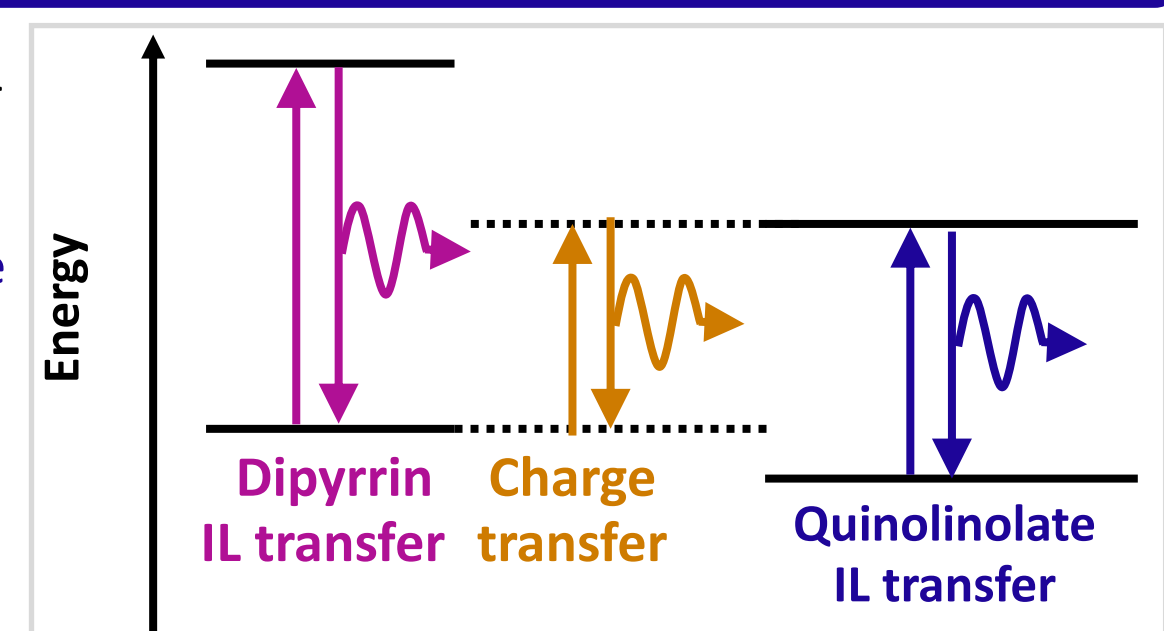 Energy
Dipyrrin
IL transfer
Charge
transfer
Quinolinolate
IL transfer